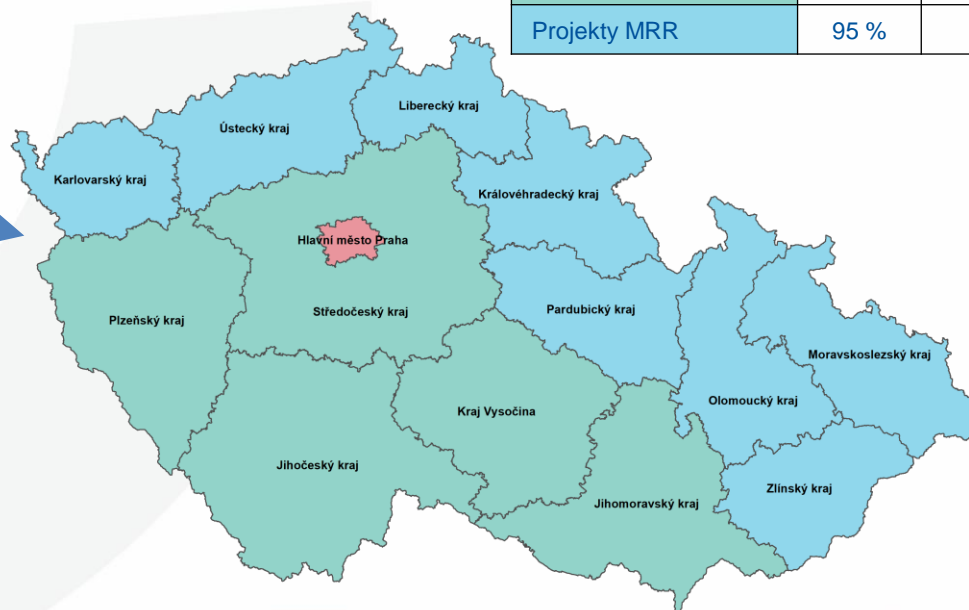 Projekty MRR 95 %
Liberecký kraj
Ústecký kraj
Karlovarský kraj
Královéhradecký kraj
Hlavní město Praha
Středočeský kraj
Pardubický kraj
Plzeňský kraj
Moravskoslezský kraj
Olomoucký kraj
Kraj Vysočina
Jihočeský kraj
Zlínský kraj
Jihomoravský kraj